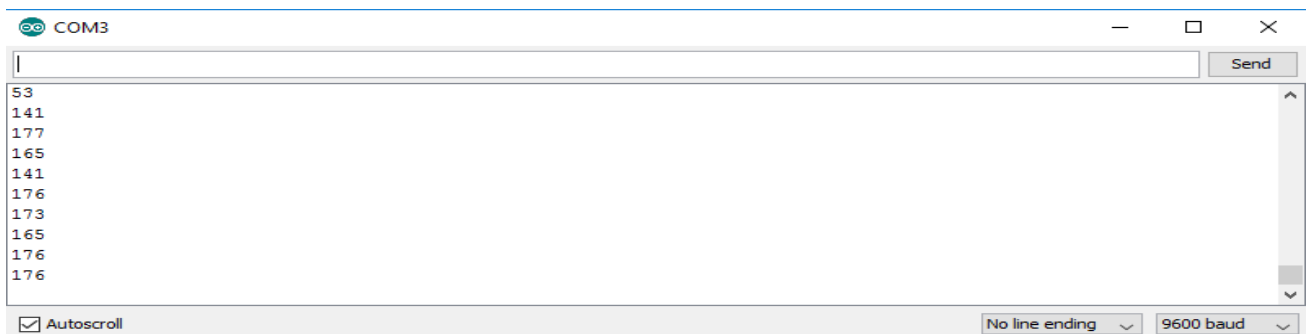 COM3
Send
53
141
177
165
141
176
173
165
176
176
Autoscroll
No line ending
9600 baud